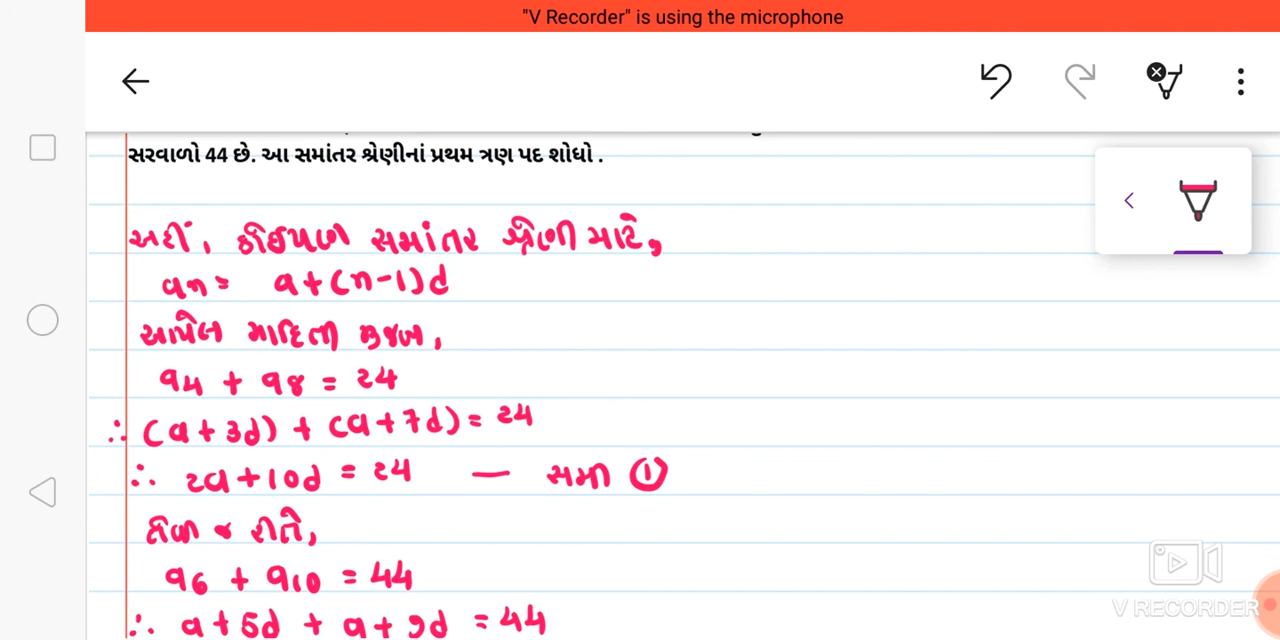 "V Recorder" is using the microphone
સરવાળો 44 છે. આ સમાંતર શ્રેણીનાં પ્રથમ ત્રણ પદ શોધો .
અહીં, કોઈપણ સમાંતર શ્રેણી માટે,
an = a + (n-1)d
આપેલ માહિતી મુજબ,
a4 + a8 = 24
∴ (a + 3d) + (a + 7d) = 24
∴ 2a + 10d = 24 — સમી ①
તેજ રીતે,
a6 + a10 = 44
∴ a + 5d + a + 9d = 44
V RECORDER